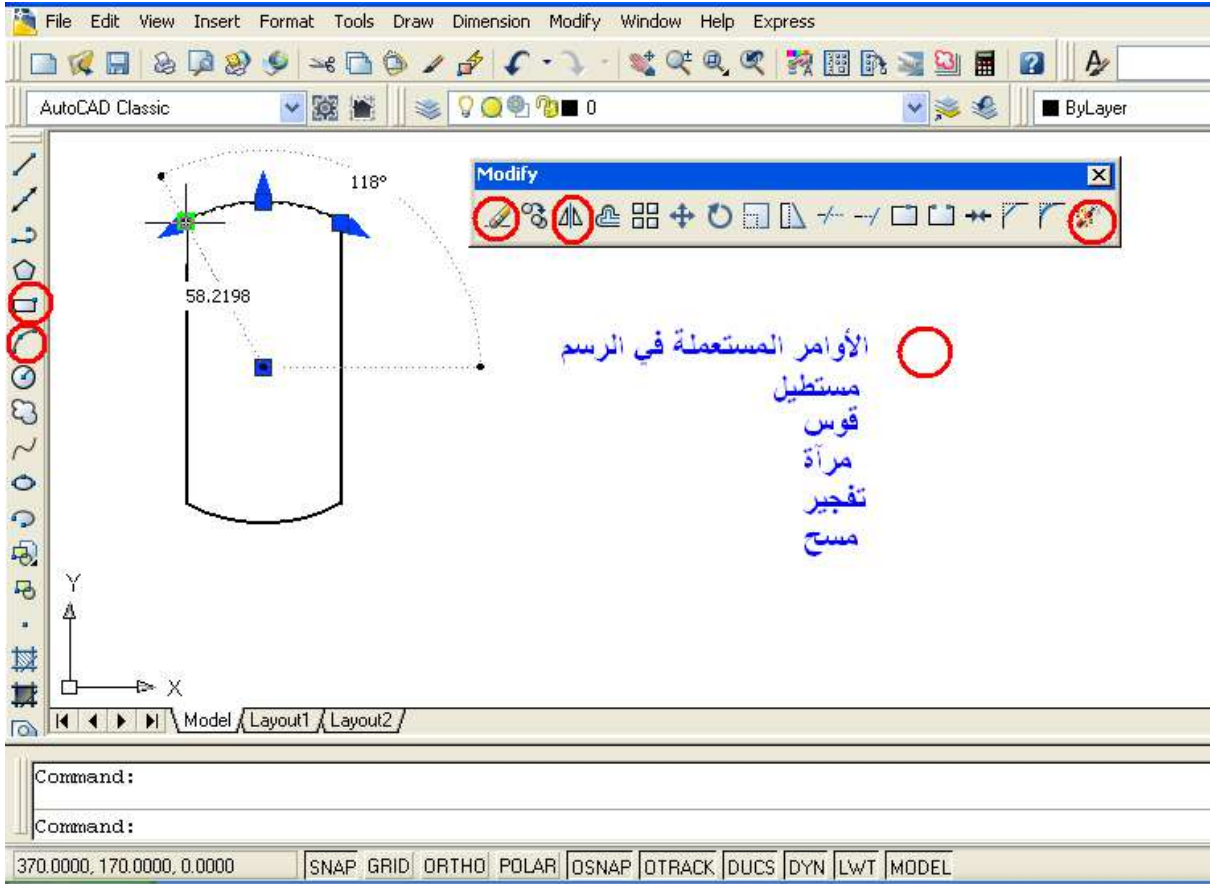 File Edit View Insert Format Tools Draw Dimension Modify Window Help Express
AutoCAD Classic 0 ByLayer
Modify
118°
58.2198
الأوامر المستعملة في الرسم
مستطيل
قوس
مرآة
تفجير
مسح
Y
X
Model Layout1 Layout2
Command:
Command:
370.0000, 170.0000, 0.0000 SNAP GRID ORTHO POLAR OSNAP OTRACK DUCS DYN LWT MODEL